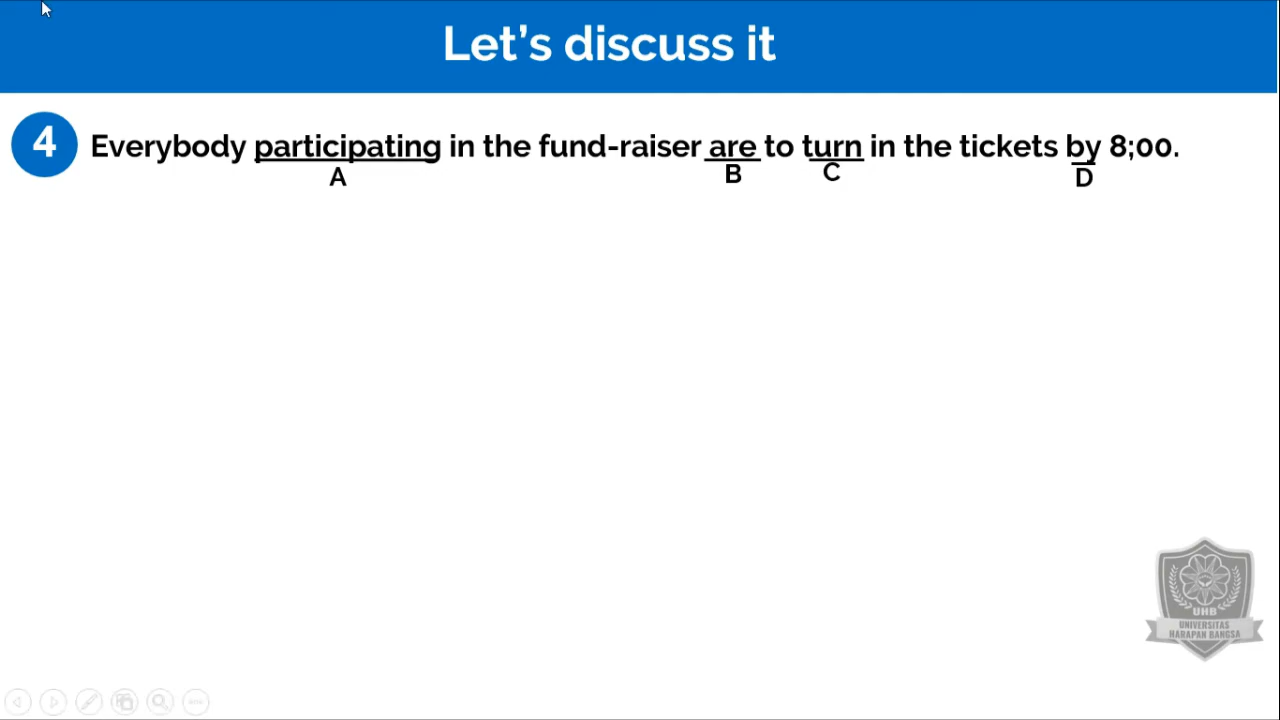 Let's discuss it
4 Everybody participating in the fund-raiser are to turn in the tickets by 8;00.
A B C D
UHB
UNIVERSITAS
HARAPAN BANGSA